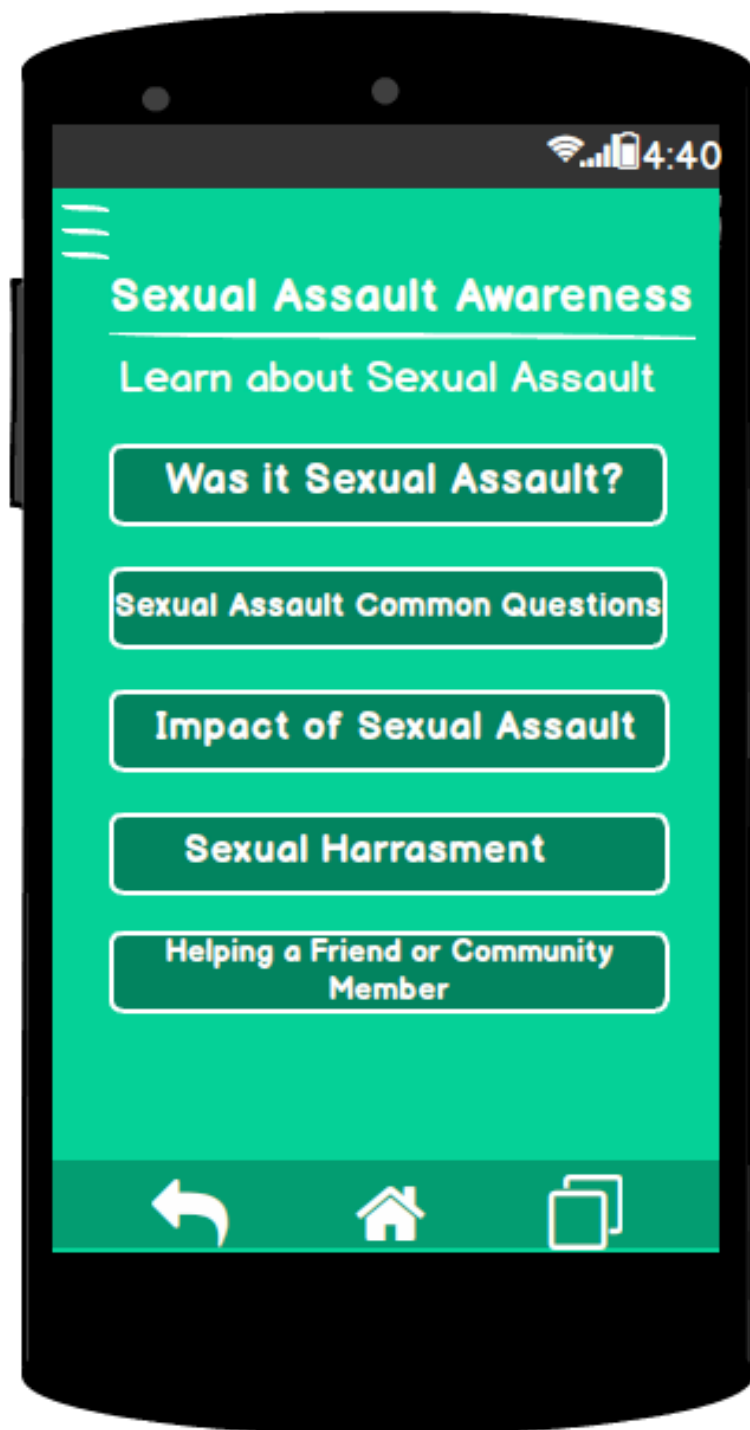 4:40
Sexual Assault Awareness
Learn about Sexual Assault
Was it Sexual Assault?
Sexual Assault Common Questions
Impact of Sexual Assault
Sexual Harrasment
Helping a Friend or Community
Member